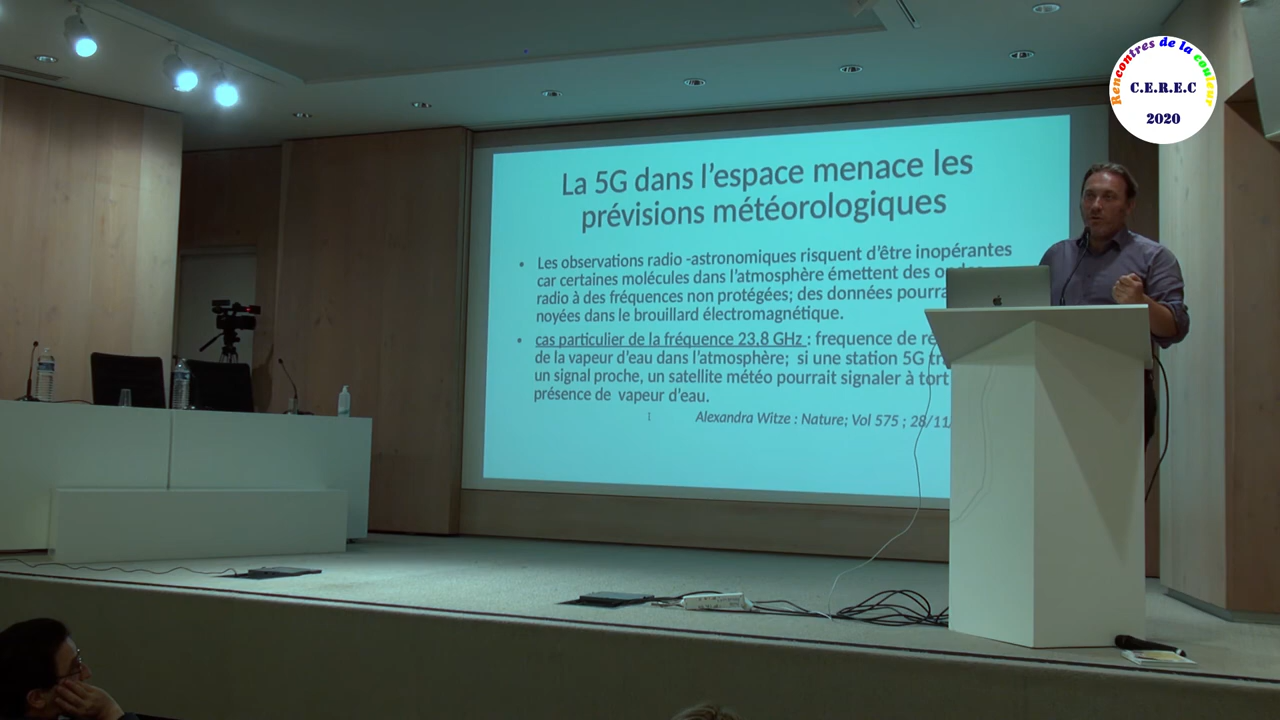 Rencontres de la couleur
C.E.R.E.C
2020
La 5G dans l'espace menace les
prévisions météorologiques
• Les observations radio -astronomiques risquent d'être inopérantes
car certaines molécules dans l'atmosphère émettent des
radio à des fréquences non protégées; des données
noyées dans le brouillard électromagnétique.
• cas particulier de la fréquence 23,8 GHz : frequence de
de la vapeur d'eau dans l'atmosphère; si une station 5G
un signal proche, un satellite météo pourrait signaler à tort
présence de vapeur d'eau.
Alexandra Witze : Nature; Vol 575 ; 28/11/